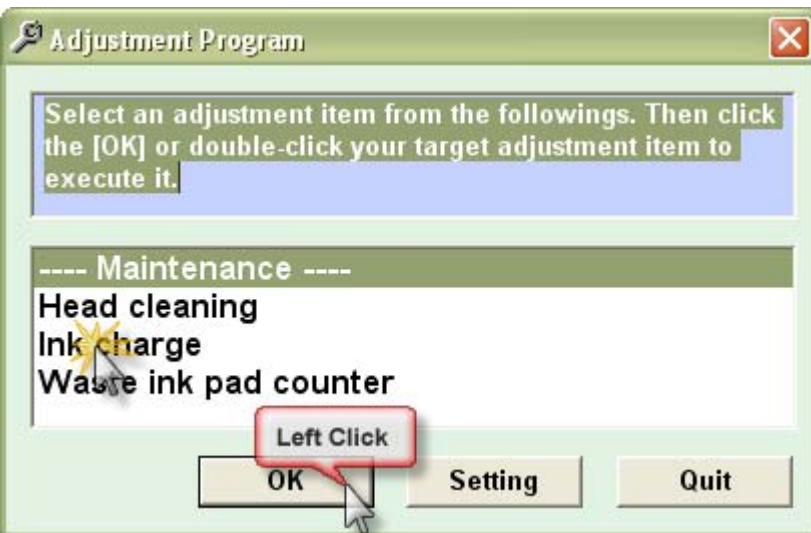 Adjustment Program
Select an adjustment item from the followings. Then click
the [OK] or double-click your target adjustment item to
execute it.
---- Maintenance ----
Head cleaning
Ink charge
Waste ink pad counter
Left Click
OK
Setting
Quit